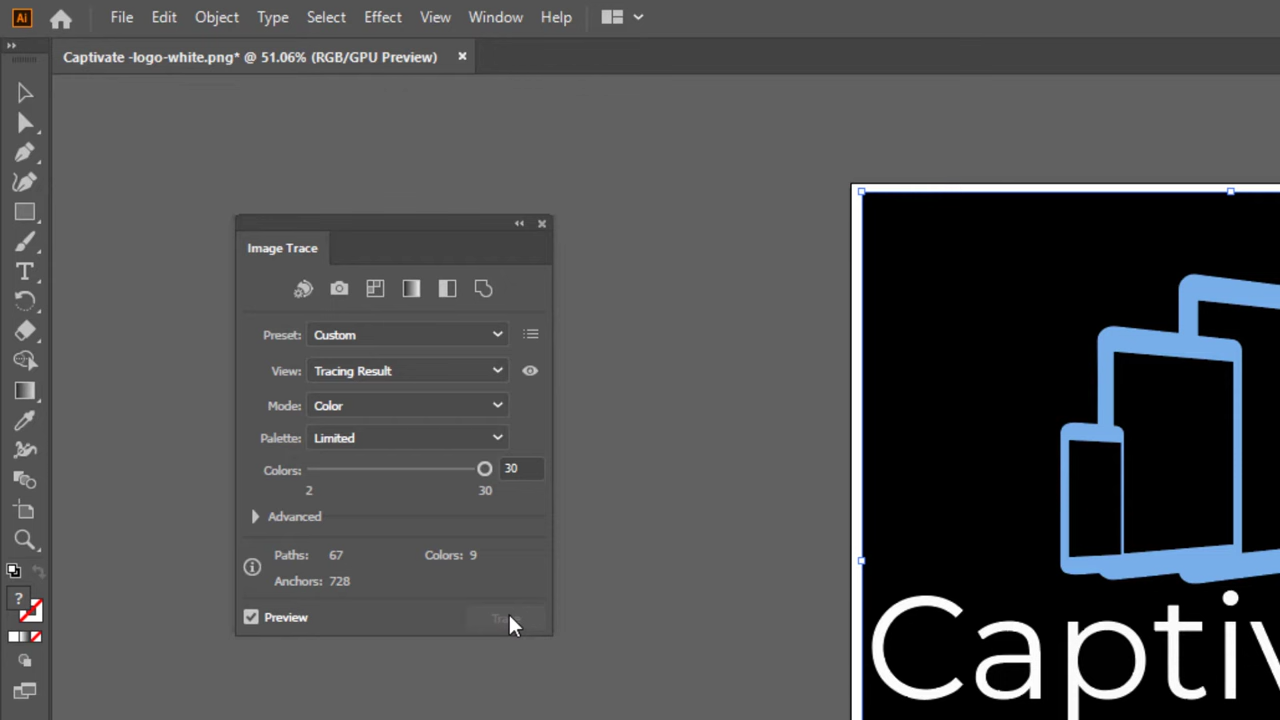 Ai File Edit Object Type Select Effect View Window Help
Captivate -logo-white.png* @ 51.06% (RGB/GPU Preview)
Image Trace
Preset: Custom
View: Tracing Result
Mode: Color
Palette: Limited
Colors: 30
2 30
Advanced
Paths: 67 Colors: 9
Anchors: 728
Preview
?
Captiv